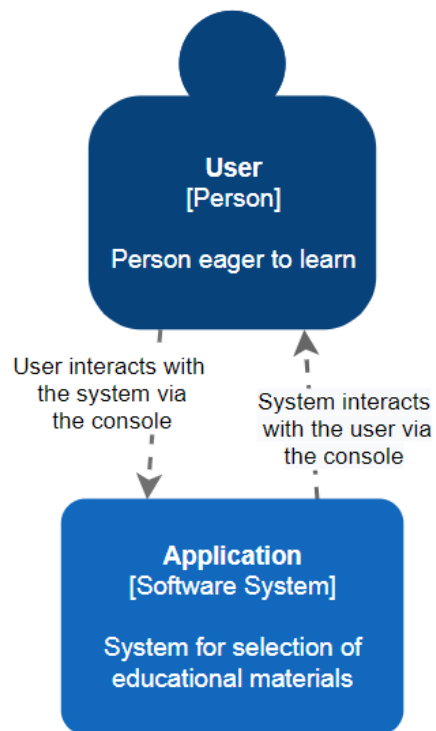 User
[Person]
Person eager to learn
User interacts with
the system via
the console
System interacts
with the user via
the console
Application
[Software System]
System for selection of
educational materials